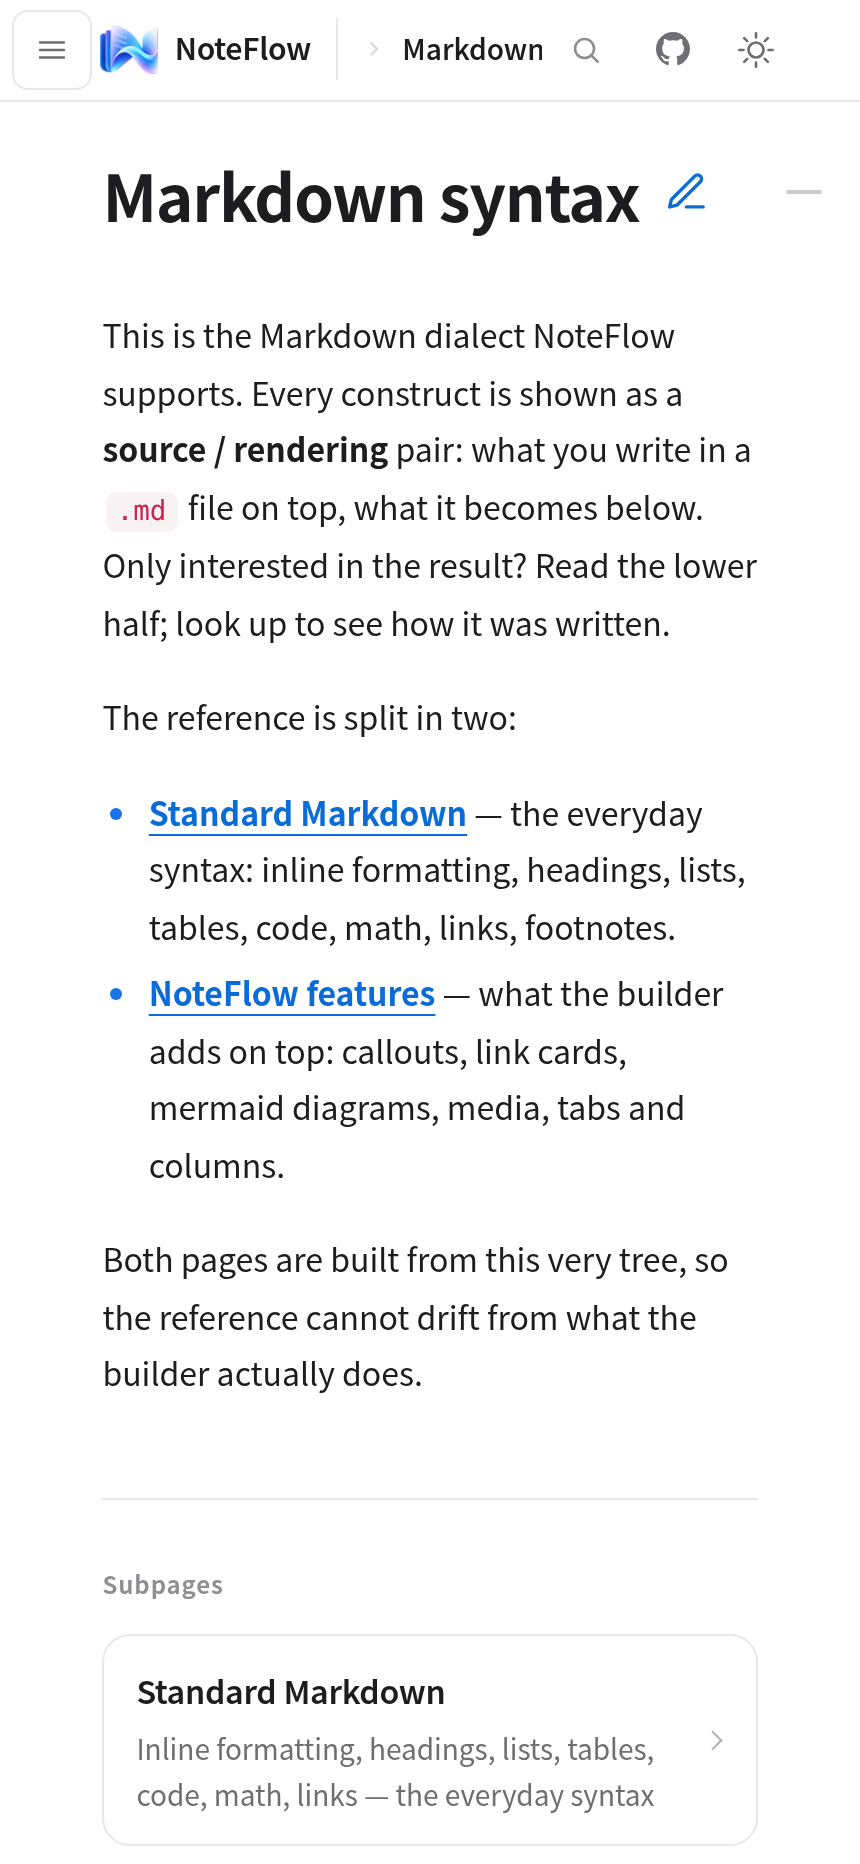 NoteFlow
Markdown
Markdown syntax
This is the Markdown dialect NoteFlow
supports. Every construct is shown as a
source / rendering pair: what you write in a
.md file on top, what it becomes below.
Only interested in the result? Read the lower
half; look up to see how it was written.
The reference is split in two:
Standard Markdown — the everyday
syntax: inline formatting, headings, lists,
tables, code, math, links, footnotes.
NoteFlow features — what the builder
adds on top: callouts, link cards,
mermaid diagrams, media, tabs and
columns.
Both pages are built from this very tree, so
the reference cannot drift from what the
builder actually does.
Subpages
Standard Markdown
Inline formatting, headings, lists, tables,
code, math, links — the everyday syntax